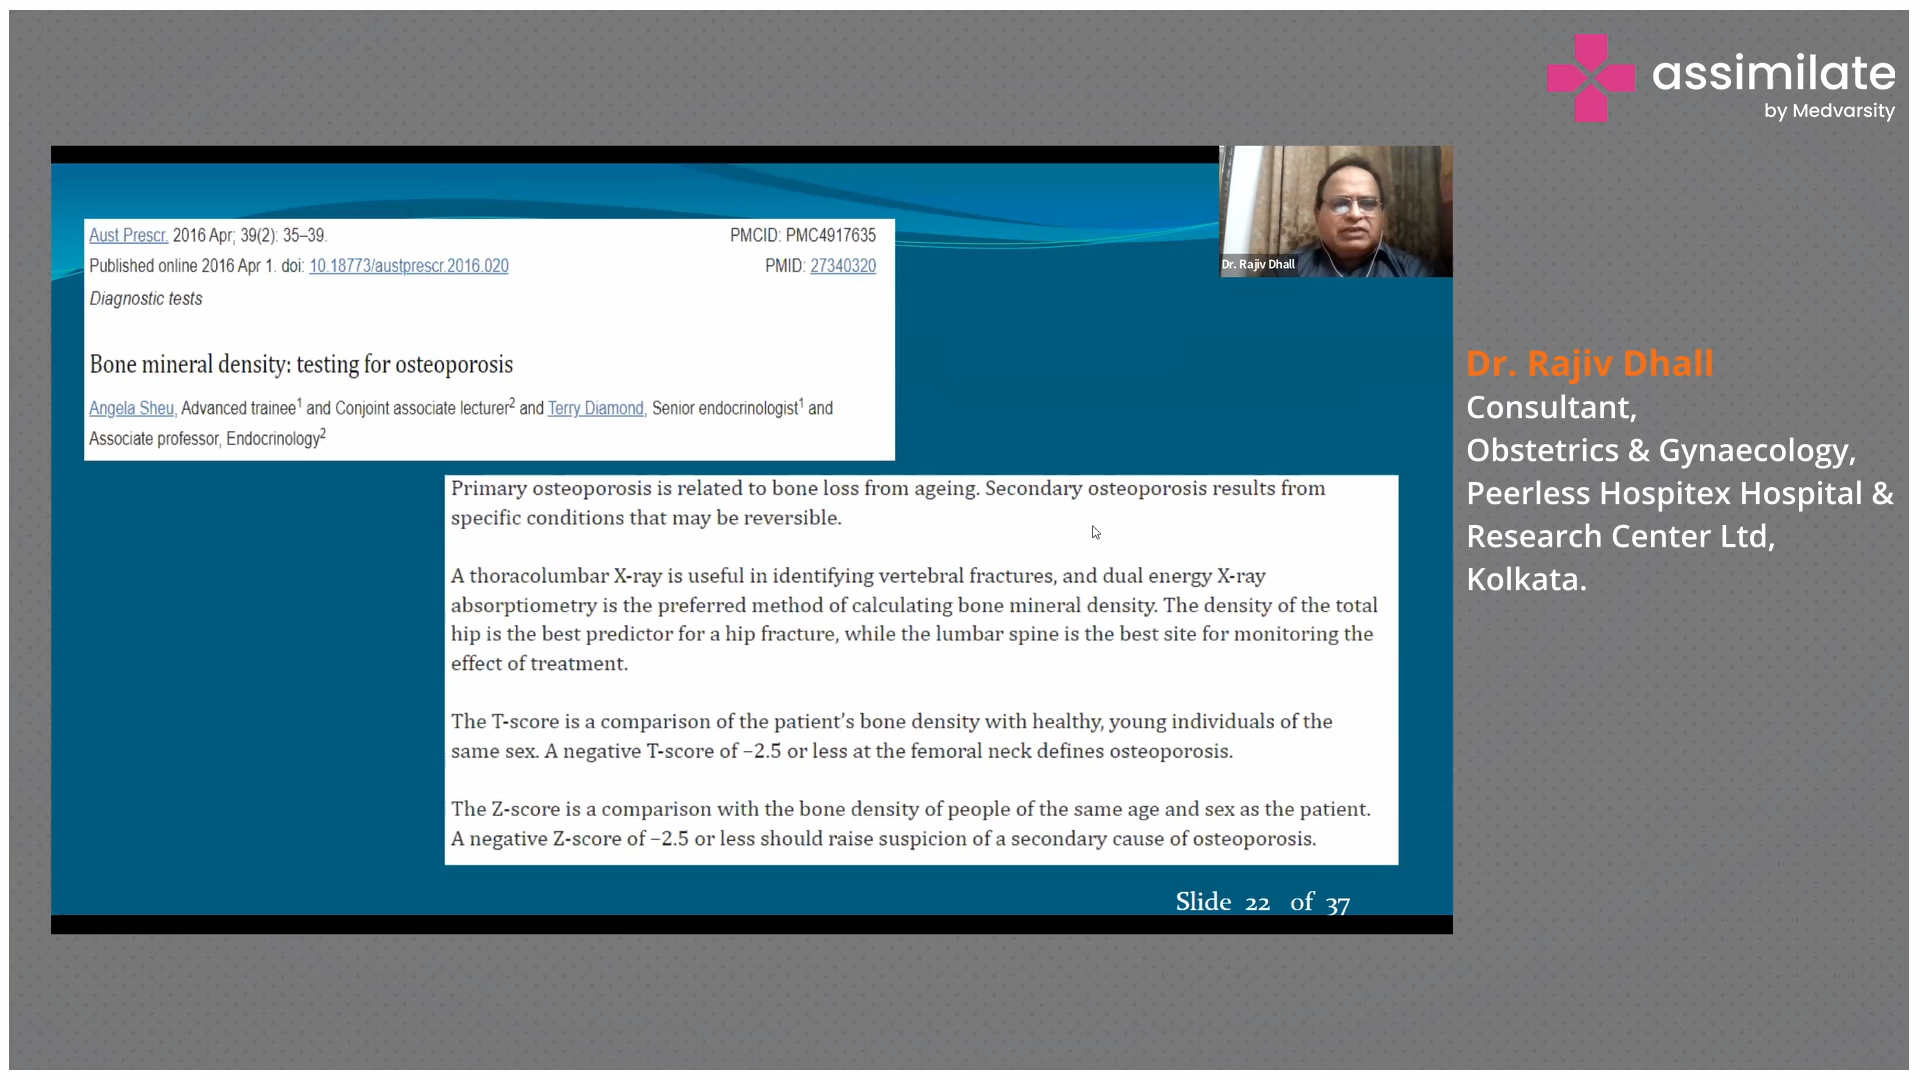 assimilate
by Medvarsity
Aust Prescr. 2016 Apr; 39(2): 35–39.
PMCID: PMC4917635
Published online 2016 Apr 1. doi: 10.18773/austprescr.2016.020
PMID: 27340320
Diagnostic tests
Bone mineral density: testing for osteoporosis
Angela Sheu, Advanced trainee1 and Conjoint associate lecturer2 and Terry Diamond, Senior endocrinologist1 and
Associate professor, Endocrinology2
Dr. Rajiv Dhall
Primary osteoporosis is related to bone loss from ageing. Secondary osteoporosis results from
specific conditions that may be reversible.
A thoracolumbar X-ray is useful in identifying vertebral fractures, and dual energy X-ray
absorptiometry is the preferred method of calculating bone mineral density. The density of the total
hip is the best predictor for a hip fracture, while the lumbar spine is the best site for monitoring the
effect of treatment.
The T-score is a comparison of the patient’s bone density with healthy, young individuals of the
same sex. A negative T-score of −2.5 or less at the femoral neck defines osteoporosis.
The Z-score is a comparison with the bone density of people of the same age and sex as the patient.
A negative Z-score of −2.5 or less should raise suspicion of a secondary cause of osteoporosis.
Slide 22 of 37
Dr. Rajiv Dhall
Consultant,
Obstetrics & Gynaecology,
Peerless Hospitex Hospital &
Research Center Ltd,
Kolkata.